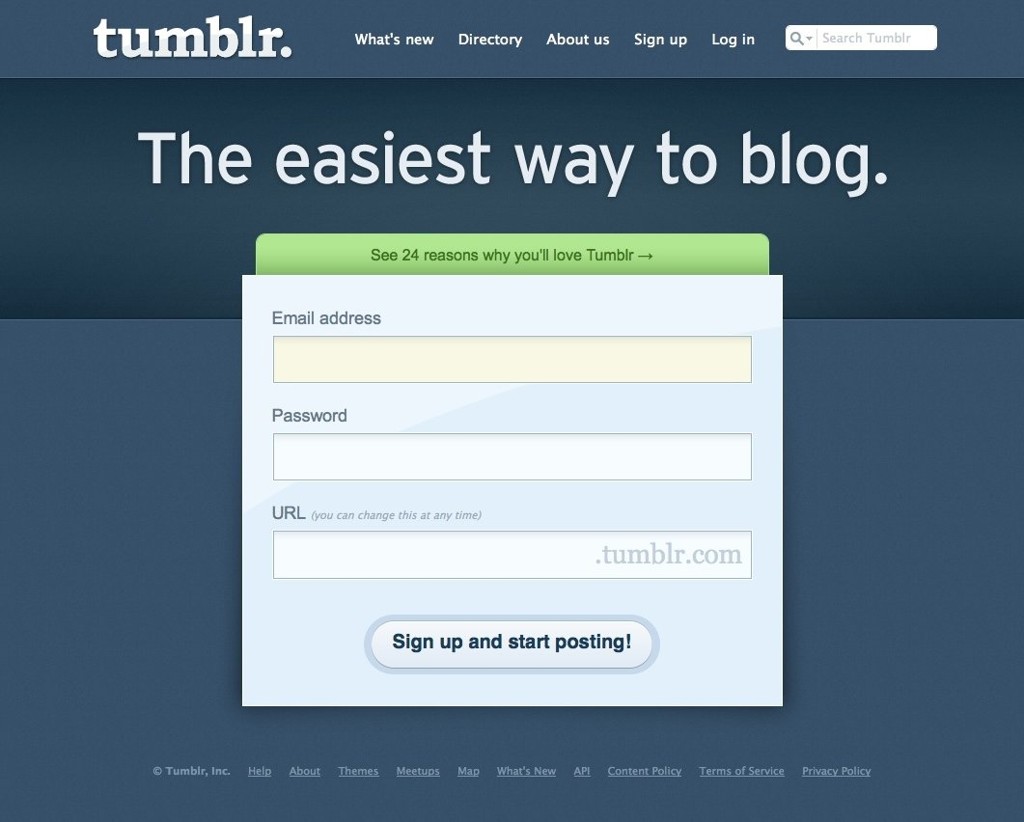 tumblr.
What's new Directory About us Sign up Log in Search Tumblr
The easiest way to blog.
See 24 reasons why you'll love Tumblr →
Email address
Password
URL (you can change this at any time)
.tumblr.com
Sign up and start posting!
© Tumblr, Inc. Help About Themes Meetups Map What's New API Content Policy Terms of Service Privacy Policy